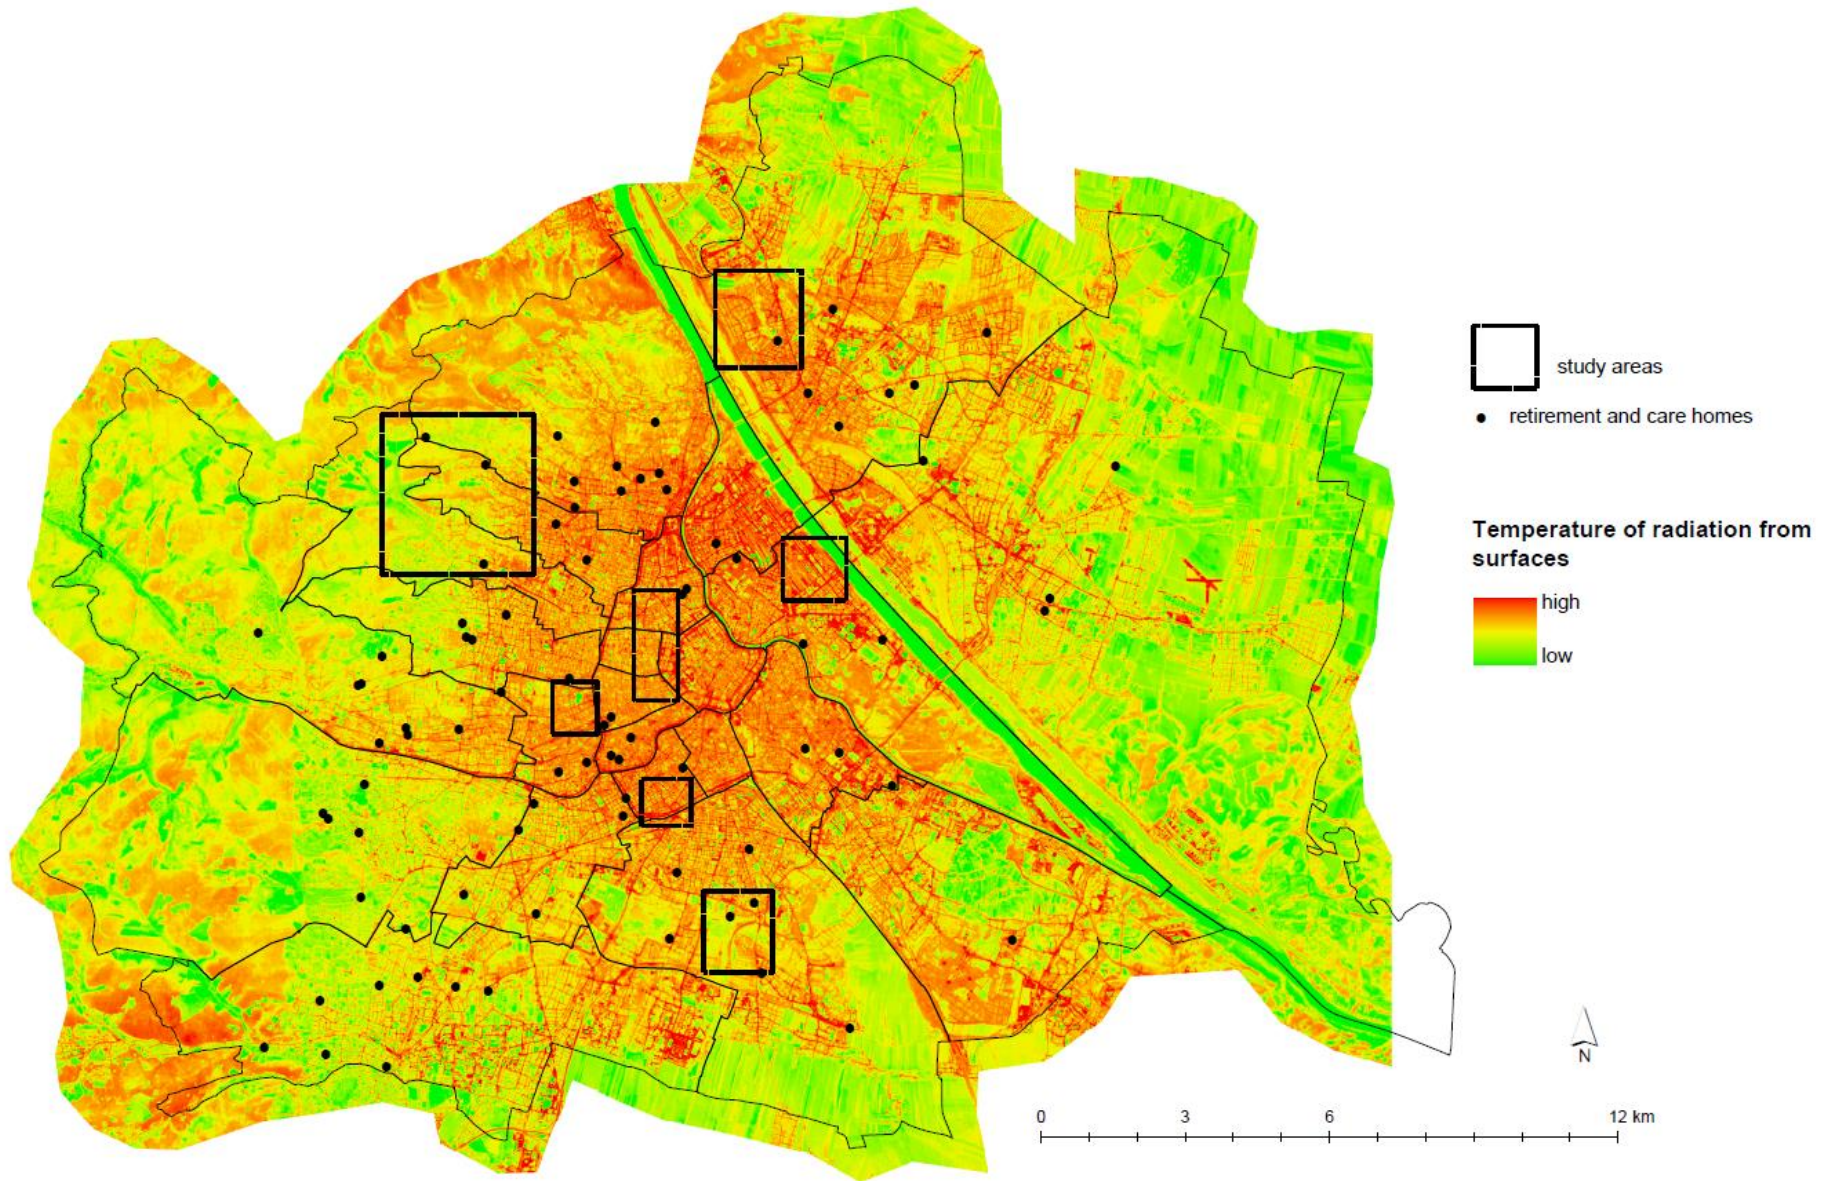 study areas
retirement and care homes
Temperature of radiation from
surfaces
high
low
N
0 3 6 12 km